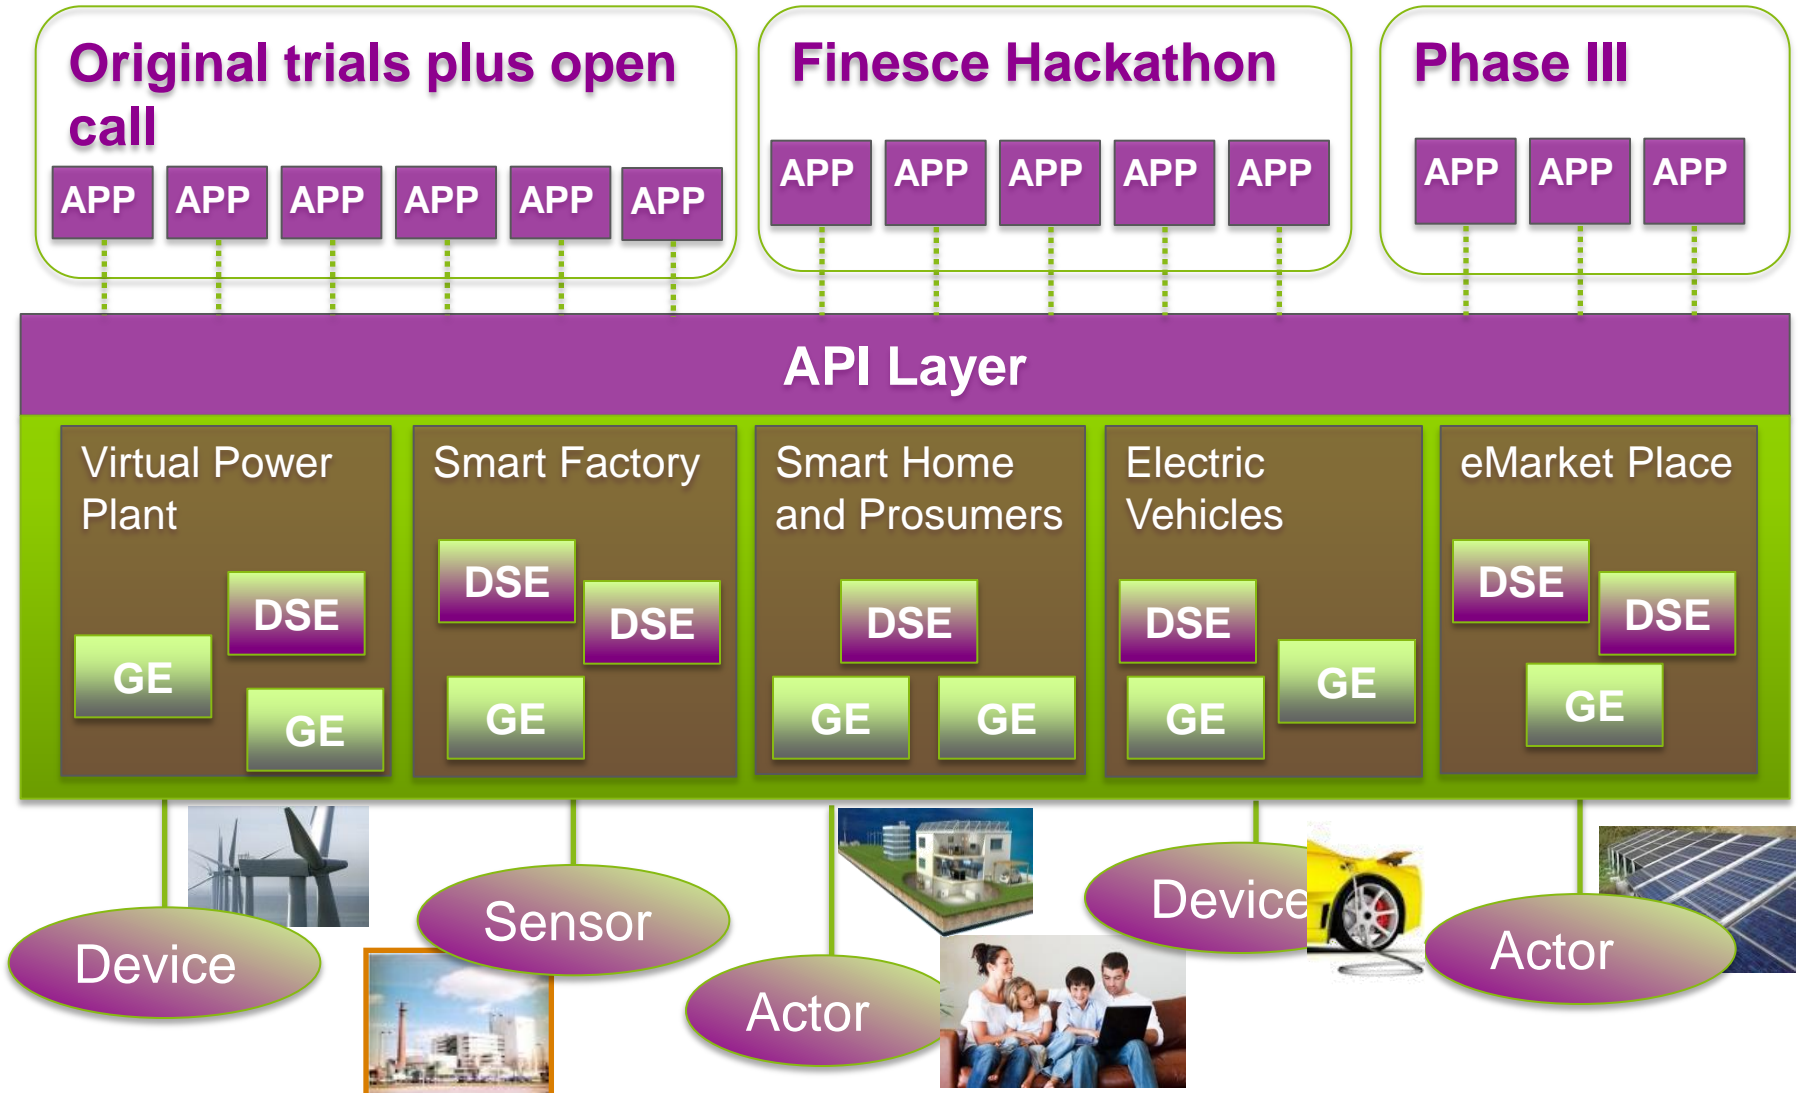 Original trials plus open
call
APP APP APP APP APP APP
Finesce Hackathon
APP APP APP APP APP
Phase III
APP APP APP
API Layer
Virtual Power
Plant
DSE
GE
GE
Smart Factory
DSE
DSE
GE
Smart Home
and Prosumers
DSE
GE GE
Electric
Vehicles
DSE
GE
GE
eMarket Place
DSE
DSE
GE
Device
Sensor
Actor
Device
Actor